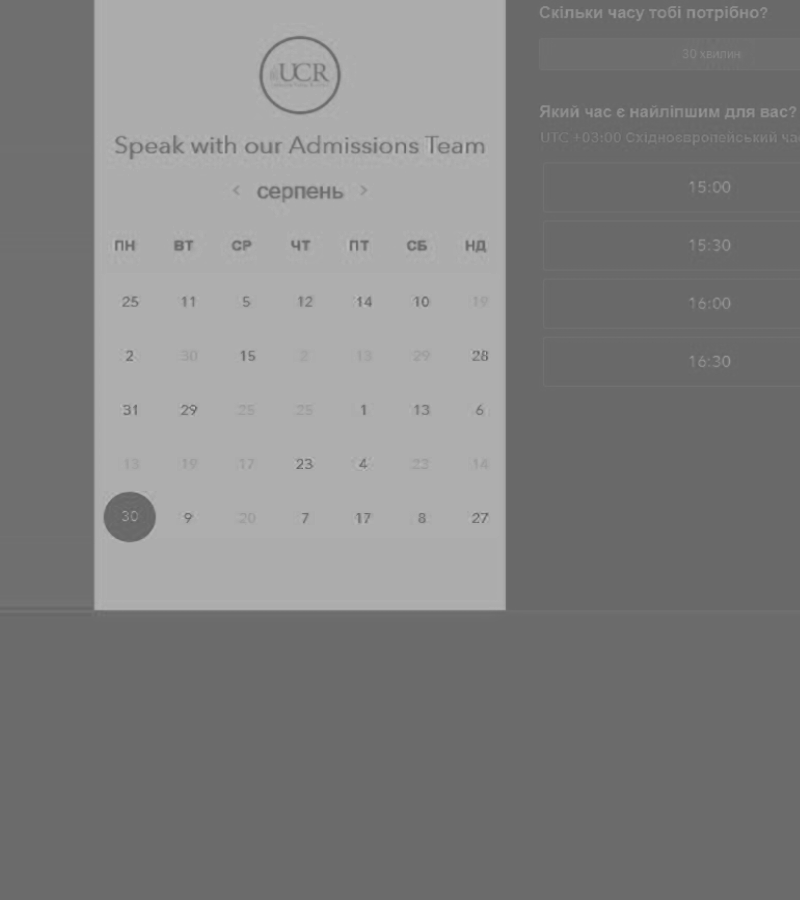 UCR
Speak with our Admissions Team
< серпень >
ПН ВТ СР ЧТ ПТ СБ НД
25 11 5 12 14 10 19
2 30 15 2 13 29 28
31 29 25 25 1 13 6
13 19 17 23 4 23 14
30 9 20 7 17 8 27
Скільки часу тобі потрібно?
30 хвилин
Який час є найліпшим для вас?
UTC +03:00 Східноєвропейський
15:00
15:30
16:00
16:30